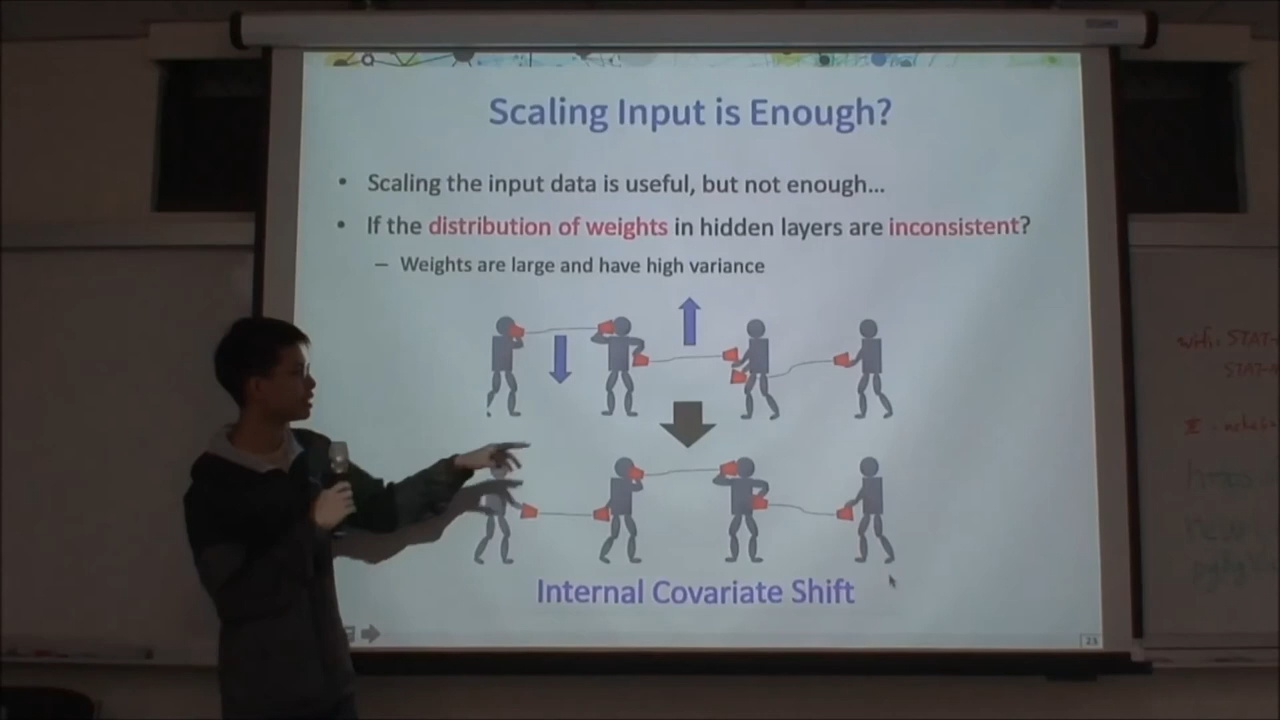 Scaling Input is Enough?
• Scaling the input data is useful, but not enough...
• If the distribution of weights in hidden layers are inconsistent?
– Weights are large and have high variance
Internal Covariate Shift
23